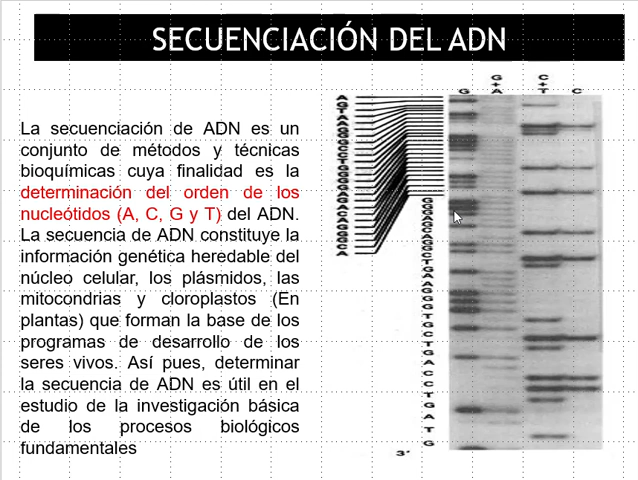 SECUENCIACIÓN DEL ADN
La secuenciación de ADN es un
conjunto de métodos y técnicas
bioquímicas cuya finalidad es la
determinación del orden de los
nucleótidos (A, C, G y T) del ADN.
La secuencia de ADN constituye la
información genética heredable del
núcleo celular, los plásmidos, las
mitocondrias y cloroplastos (En
plantas) que forman la base de los
programas de desarrollo de los
seres vivos. Así pues, determinar
la secuencia de ADN es útil en el
estudio de la investigación básica
de los procesos biológicos
fundamentales
G
G
+
A
C
+
T
C
3'